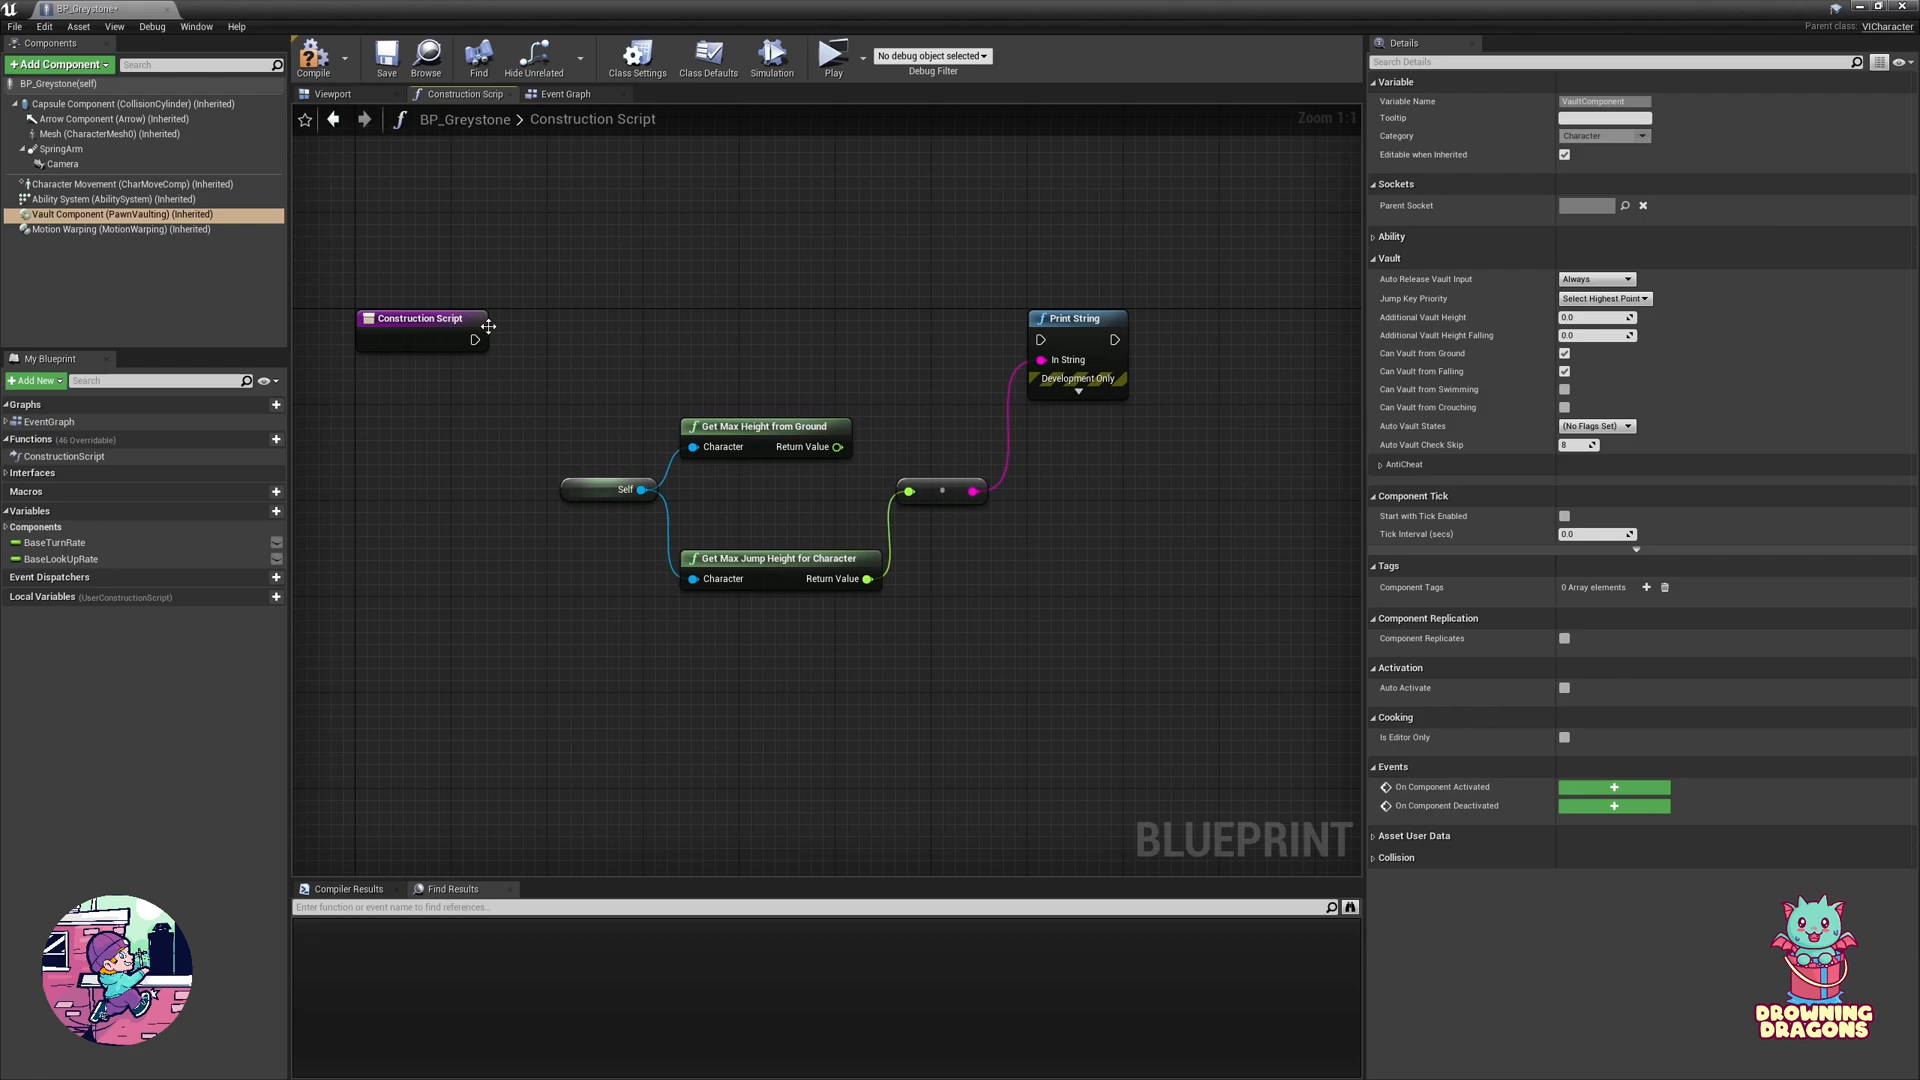 BP_Greystone*
File Edit Asset View Debug Window Help
Parent class: VICharacter
Components
Add Component
Search
BP_Greystone(self)
Capsule Component (CollisionCylinder) (Inherited)
Arrow Component (Arrow) (Inherited)
Mesh (CharacterMesh0) (Inherited)
SpringArm
Camera
Character Movement (CharMoveComp) (Inherited)
Ability System (AbilitySystem) (Inherited)
Vault Component (PawnVaulting) (Inherited)
Motion Warping (MotionWarping) (Inherited)
My Blueprint
Add New
Search
Graphs
EventGraph
Functions (46 Overridable)
ConstructionScript
Interfaces
Macros
Variables
Components
BaseTurnRate
BaseLookUpRate
Event Dispatchers
Local Variables (UserConstructionScript)
Compile Save Browse Find Hide Unrelated Class Settings Class Defaults Simulation Play
No debug object selected
Debug Filter
Viewport Construction Scrip Event Graph
BP_Greystone > Construction Script
Zoom 1:1
Construction Script
Print String
In String
Development Only
Get Max Height from Ground
Character Return Value
Self
Get Max Jump Height for Character
Character Return Value
BLUEPRINT
Compiler Results Find Results
Enter function or event name to find references...
Details
Search Details
Variable
Variable Name VaultComponent
Tooltip
Category Character
Editable when Inherited
Sockets
Parent Socket
Ability
Vault
Auto Release Vault Input Always
Jump Key Priority Select Highest Point
Additional Vault Height 0.0
Additional Vault Height Falling 0.0
Can Vault from Ground
Can Vault from Falling
Can Vault from Swimming
Can Vault from Crouching
Auto Vault States (No Flags Set)
Auto Vault Check Skip 8
AntiCheat
Component Tick
Start with Tick Enabled
Tick Interval (secs) 0.0
Tags
Component Tags 0 Array elements
Component Replication
Component Replicates
Activation
Auto Activate
Cooking
Is Editor Only
Events
On Component Activated
On Component Deactivated
Asset User Data
Collision
DROWNING
DRAGONS